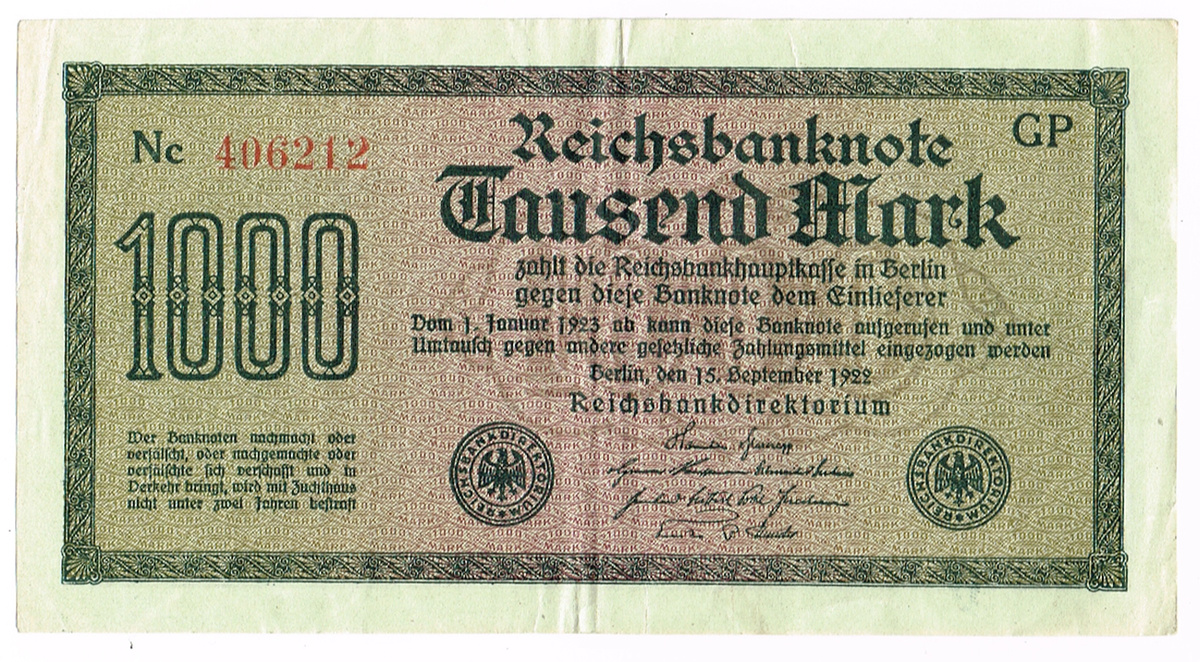 Nc 406212
Reichsbanknote
GP
Tausend Mark
1000
zahlt die Reichsbankhauptkasse in Berlin
gegen diese Banknote dem Einlieferer
Vom 1. Januar 1923 ab kann diese Banknote aufgerufen und unter
Umtausch gegen andere gesetzliche Zahlungsmittel eingezogen werden
Berlin, den 15. September 1922
Reichsbankdirektorium
Wer Banknoten nachmacht oder
verfälscht, oder nachgemachte oder
verfälschte sich verschafft und in
Verkehr bringt, wird mit Zuchthaus
nicht unter zwei Jahren bestraft
REICHSBANKDIREKTORIUM
REICHSBANKDIREKTORIUM